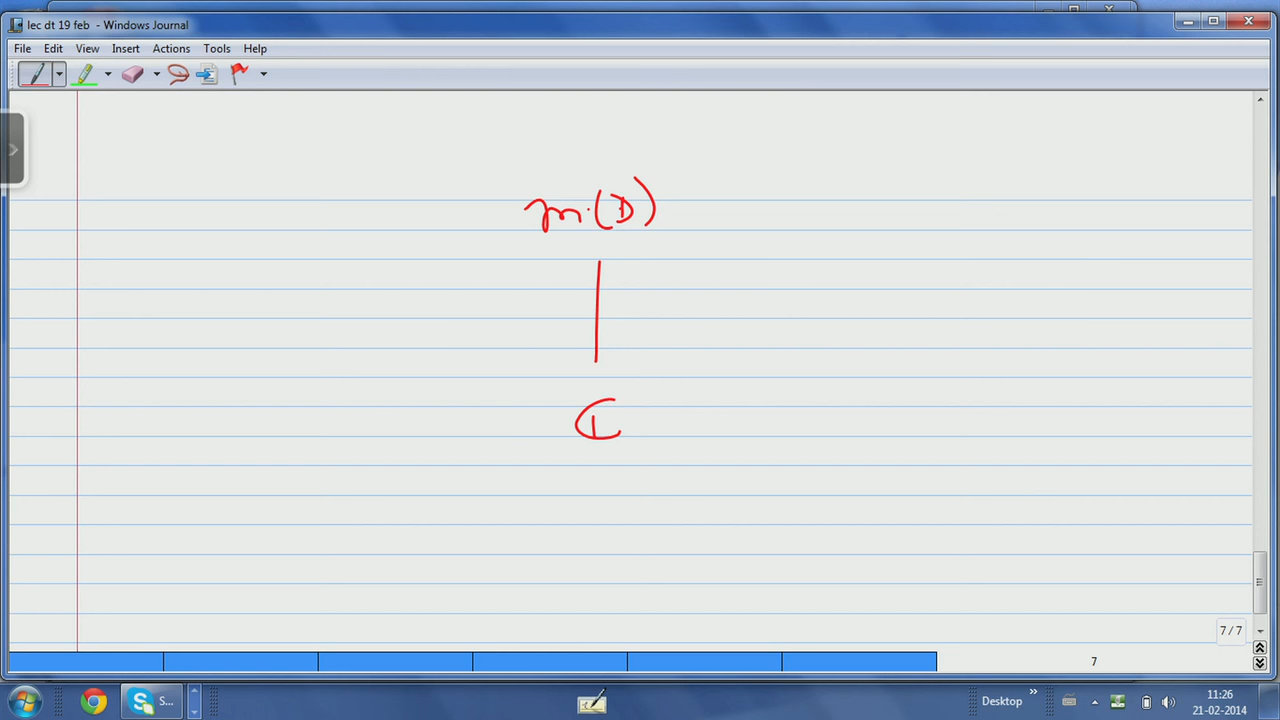 lec dt 19 feb - Windows Journal
File Edit View Insert Actions Tools Help
m(D)
ℂ
7 / 7
7
S...
Desktop
11:26
21-02-2014